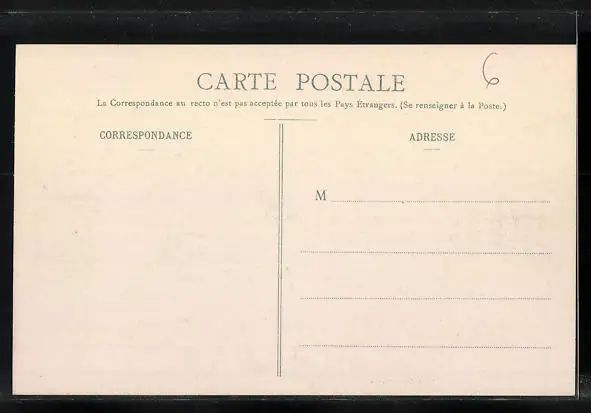 6
CARTE POSTALE
La Correspondance au recto n'est pas acceptée par tous les Pays Étrangers. (Se renseigner à la Poste.)
CORRESPONDANCE
ADRESSE
M